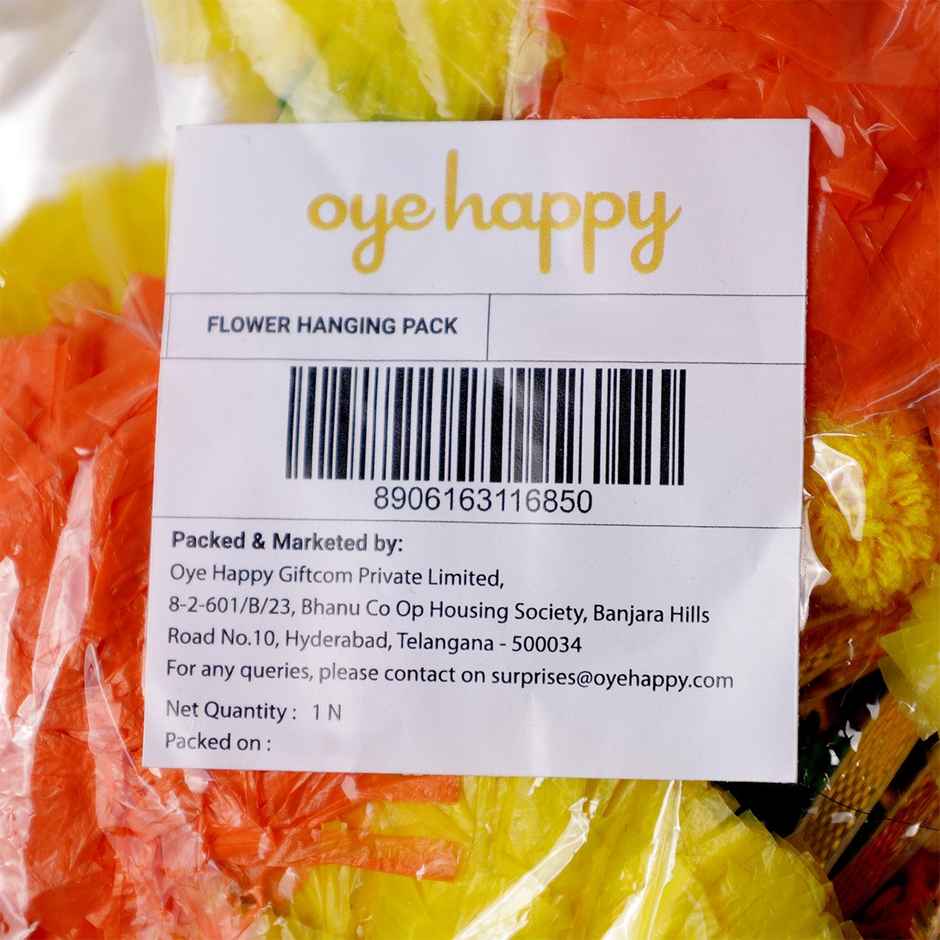 oye happy
FLOWER HANGING PACK
8906163116850
Packed & Marketed by:
Oye Happy Giftcom Private Limited,
8-2-601/B/23, Bhanu Co Op Housing Society, Banjara Hills
Road No.10, Hyderabad, Telangana - 500034
For any queries, please contact on surprises@oyehappy.com
Net Quantity : 1 N
Packed on :